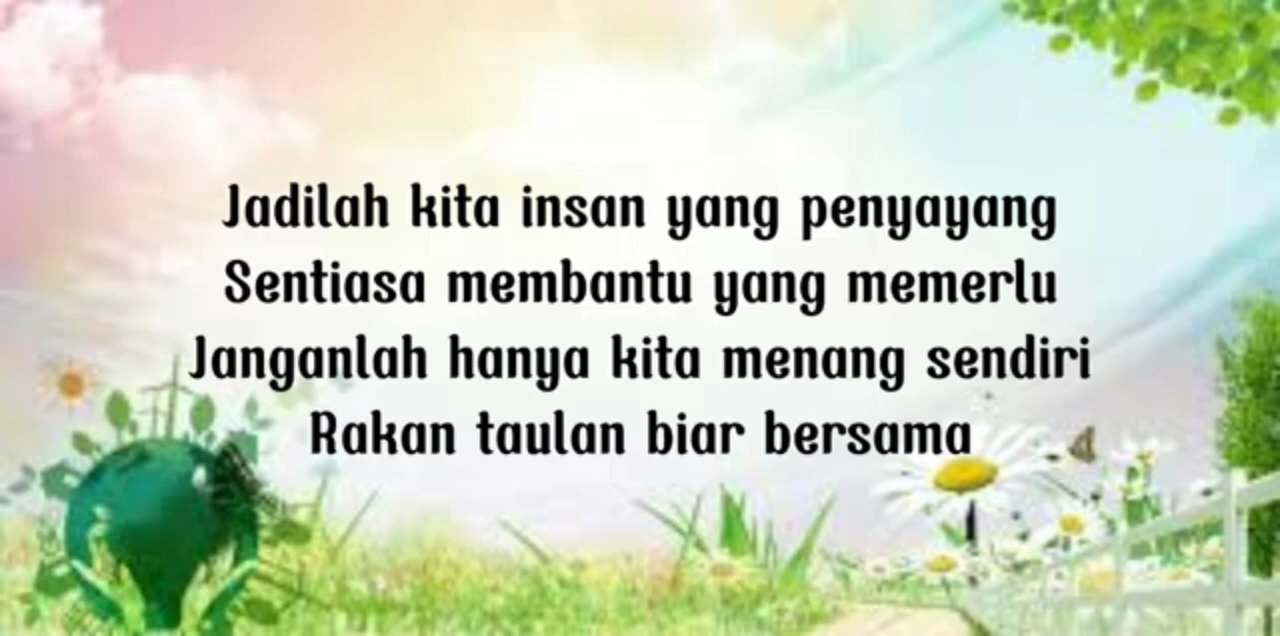 Jadilah kita insan yang penyayang
Sentiasa membantu yang memerlu
Janganlah hanya kita menang sendiri
Rakan taulan biar bersama